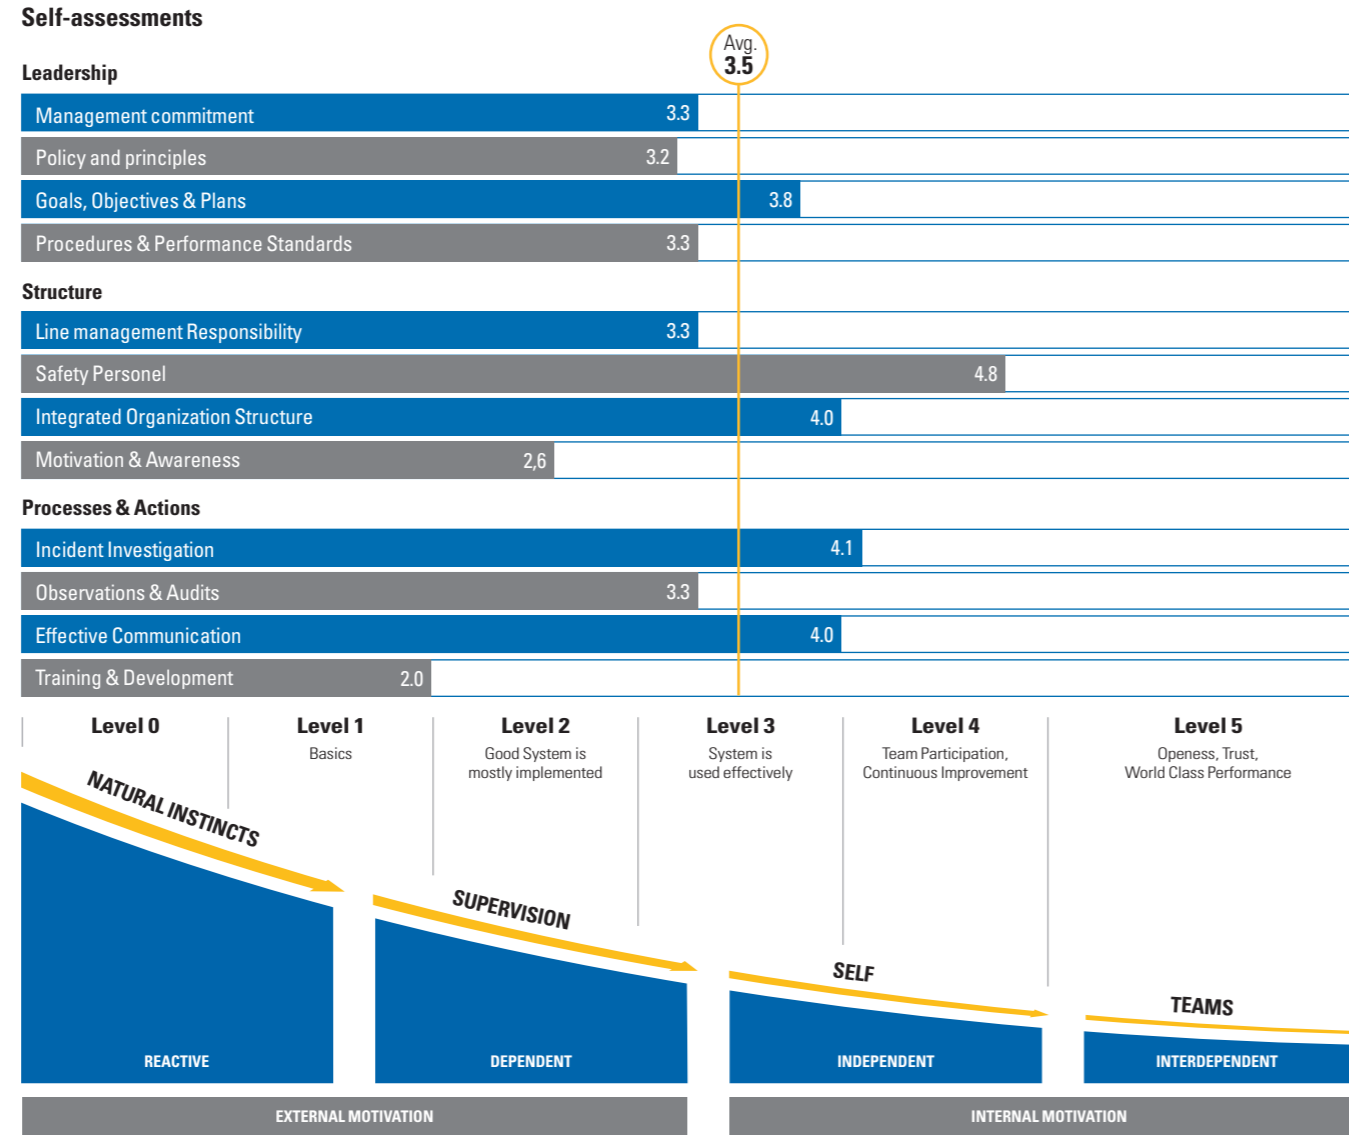 Self-assessments
Avg.
3.5
Leadership
Management commitment 3.3
Policy and principles 3.2
Goals, Objectives & Plans 3.8
Procedures & Performance Standards 3.3
Structure
Line management Responsibility 3.3
Safety Personel 4.8
Integrated Organization Structure 4.0
Motivation & Awareness 2,6
Processes & Actions
Incident Investigation 4.1
Observations & Audits 3.3
Effective Communication 4.0
Training & Development 2.0
Level 0
Level 1
Basics
Level 2
Good System is
mostly implemented
Level 3
System is
used effectively
Level 4
Team Participation,
Continuous Improvement
Level 5
Openess, Trust,
World Class Performance
NATURAL INSTINCTS
SUPERVISION
SELF
TEAMS
REACTIVE
DEPENDENT
INDEPENDENT
INTERDEPENDENT
EXTERNAL MOTIVATION
INTERNAL MOTIVATION